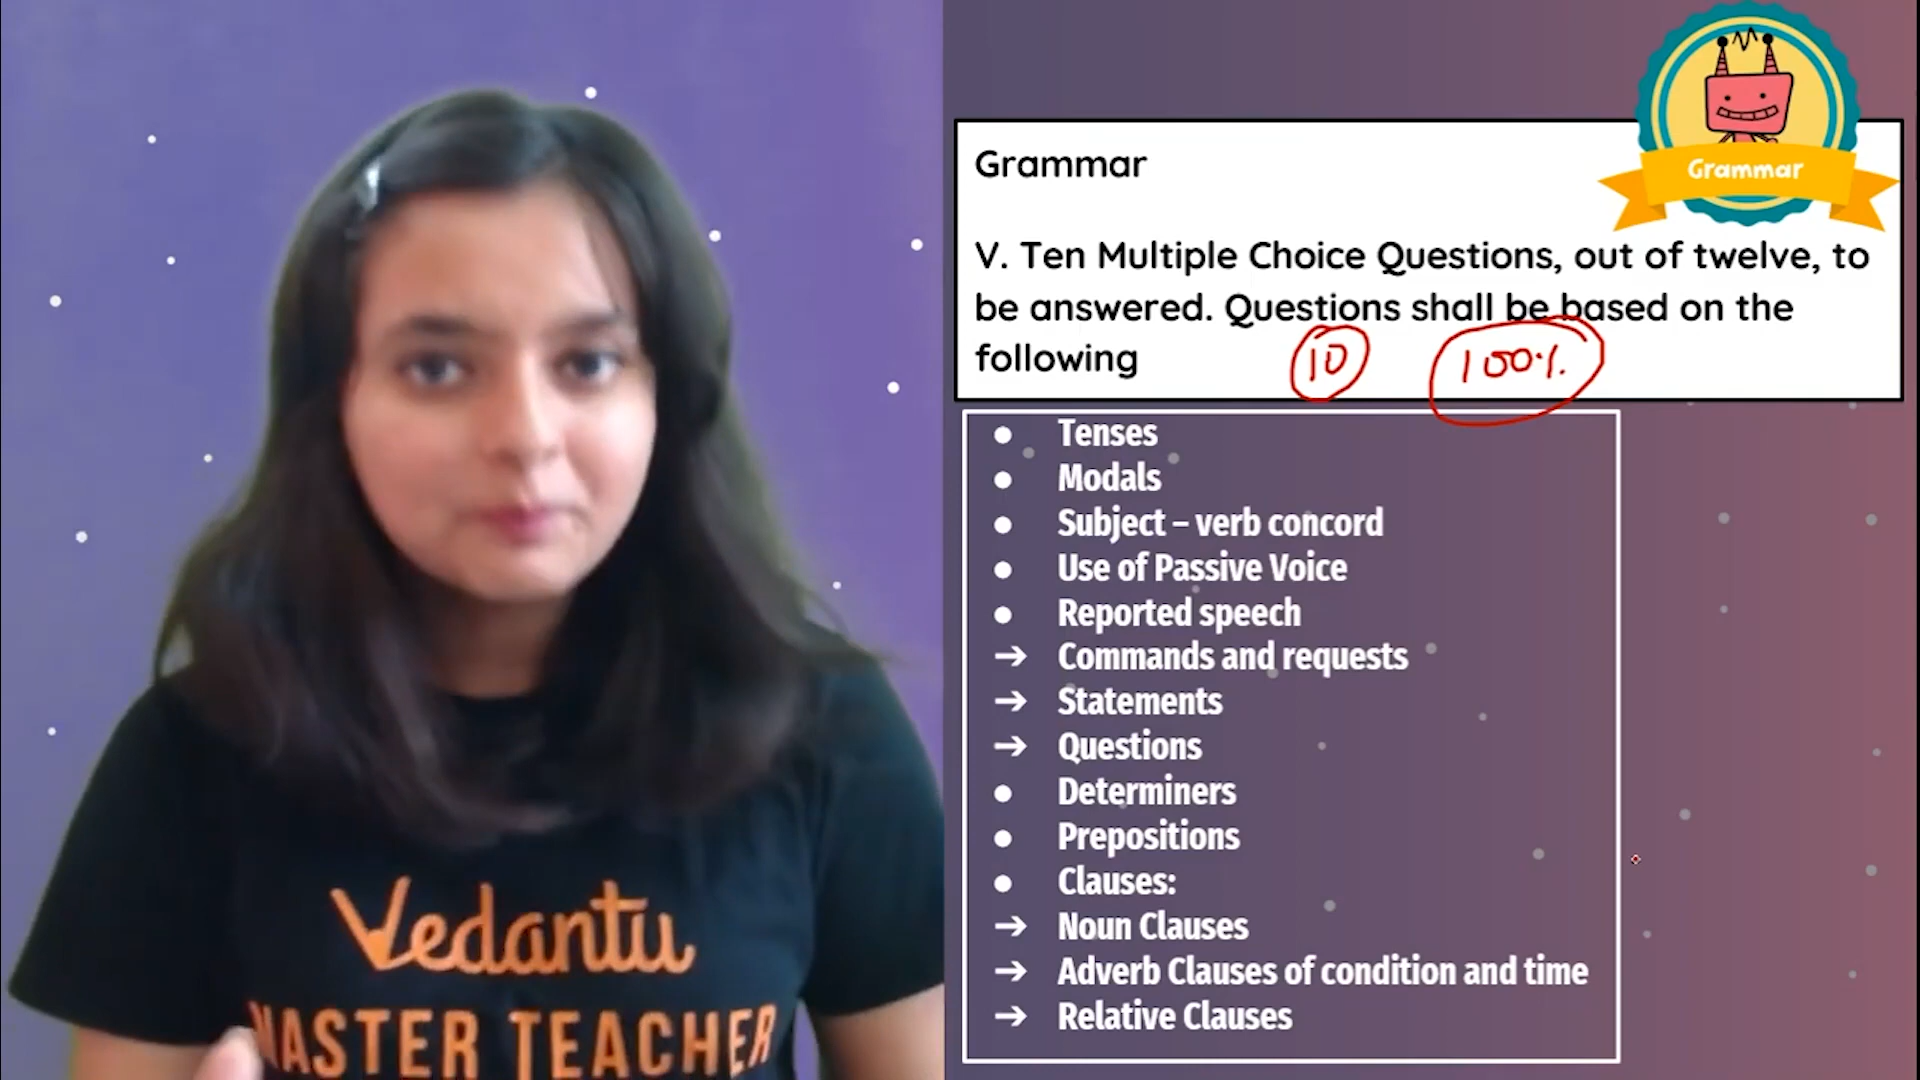 Grammar
Grammar
V. Ten Multiple Choice Questions, out of twelve, to
be answered. Questions shall be based on the
following
10
100%
● Tenses
● Modals
● Subject – verb concord
● Use of Passive Voice
● Reported speech
→ Commands and requests
→ Statements
→ Questions
● Determiners
● Prepositions
● Clauses:
→ Noun Clauses
→ Adverb Clauses of condition and time
→ Relative Clauses
Vedantu
MASTER TEACHER